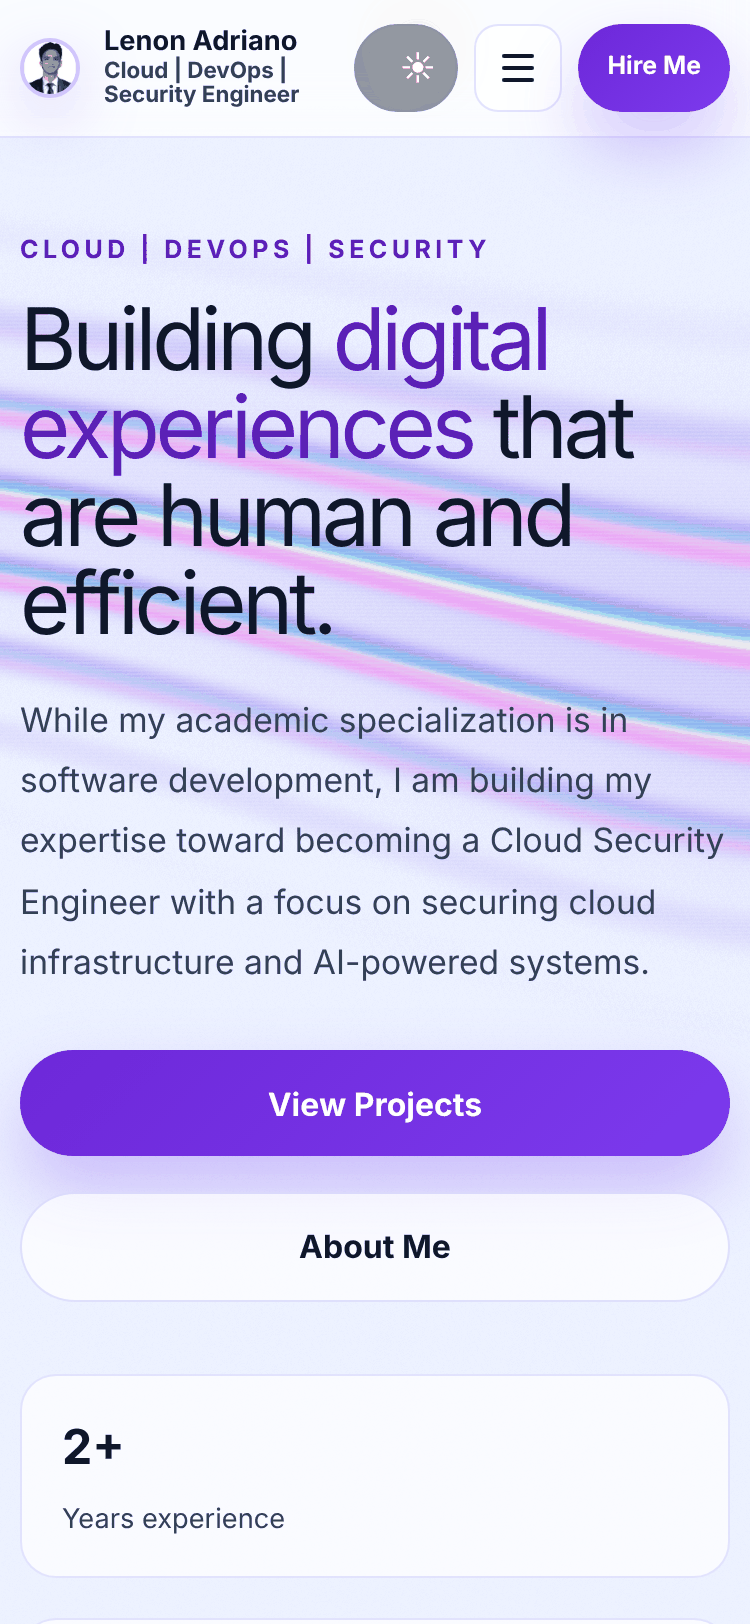 Lenon Adriano
Cloud | DevOps |
Security Engineer
Hire Me
CLOUD | DEVOPS | SECURITY
Building digital
experiences that
are human and
efficient.
While my academic specialization is in
software development, I am building my
expertise toward becoming a Cloud Security
Engineer with a focus on securing cloud
infrastructure and AI-powered systems.
View Projects
About Me
2+
Years experience